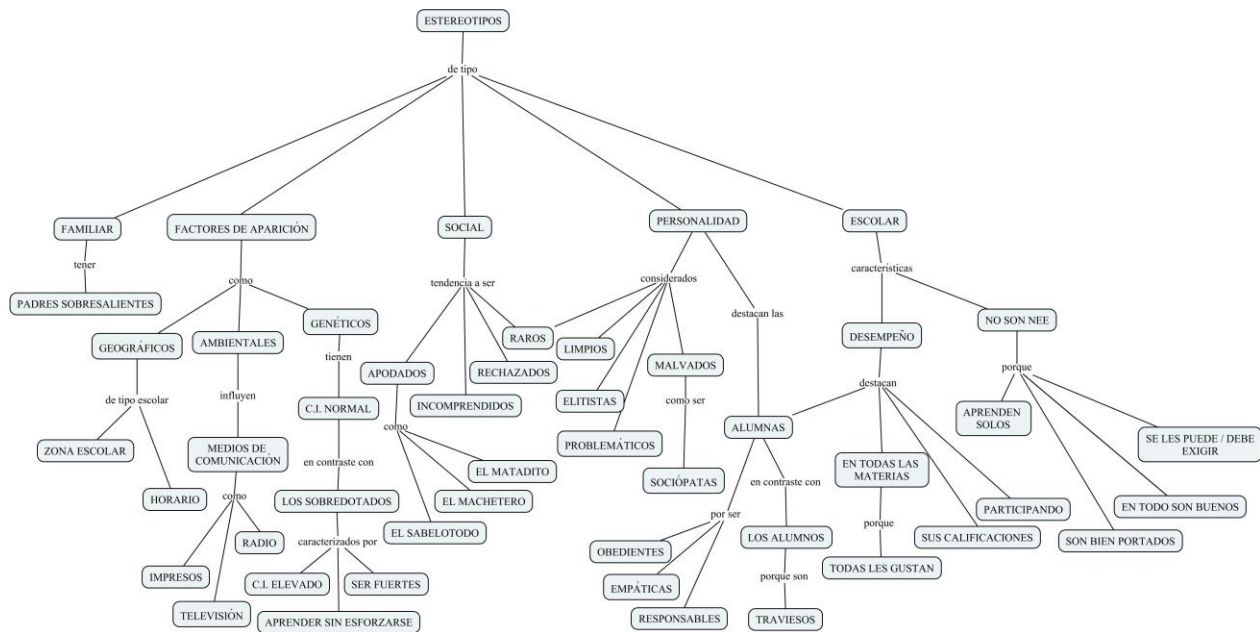 ESTEREOTIPOS
de tipo
FAMILIAR
FACTORES DE APARICIÓN
SOCIAL
PERSONALIDAD
ESCOLAR
tener
como
tendencia a ser
considerados
características
PADRES SOBRESALIENTES
GEOGRÁFICOS
AMBIENTALES
GENÉTICOS
RAROS
LIMPIOS
destacan las
DESEMPEÑO
NO SON NEE
tienen
APODADOS
RECHAZADOS
MALVADOS
de tipo escolar
influyen
C.I. NORMAL
INCOMPRENDIDOS
ELITISTAS
como ser
destacan
porque
como
ALUMNAS
APRENDEN
SOLOS
ZONA ESCOLAR
MEDIOS DE
COMUNICACIÓN
en contraste con
PROBLEMÁTICOS
SE LES PUEDE / DEBE
EXIGIR
EL MATADITO
SOCIÓPATAS
EN TODAS LAS
MATERIAS
HORARIO
como
LOS SOBREDOTADOS
EL MACHETERO
en contraste con
PARTICIPANDO
EN TODO SON BUENOS
por ser
porque
RADIO
caracterizados por
EL SABELOTODO
LOS ALUMNOS
SUS CALIFICACIONES
SON BIEN PORTADOS
OBEDIENTES
IMPRESOS
C.I. ELEVADO
SER FUERTES
EMPÁTICAS
porque son
TODAS LES GUSTAN
TELEVISIÓN
APRENDER SIN ESFORZARSE
RESPONSABLES
TRAVIESOS